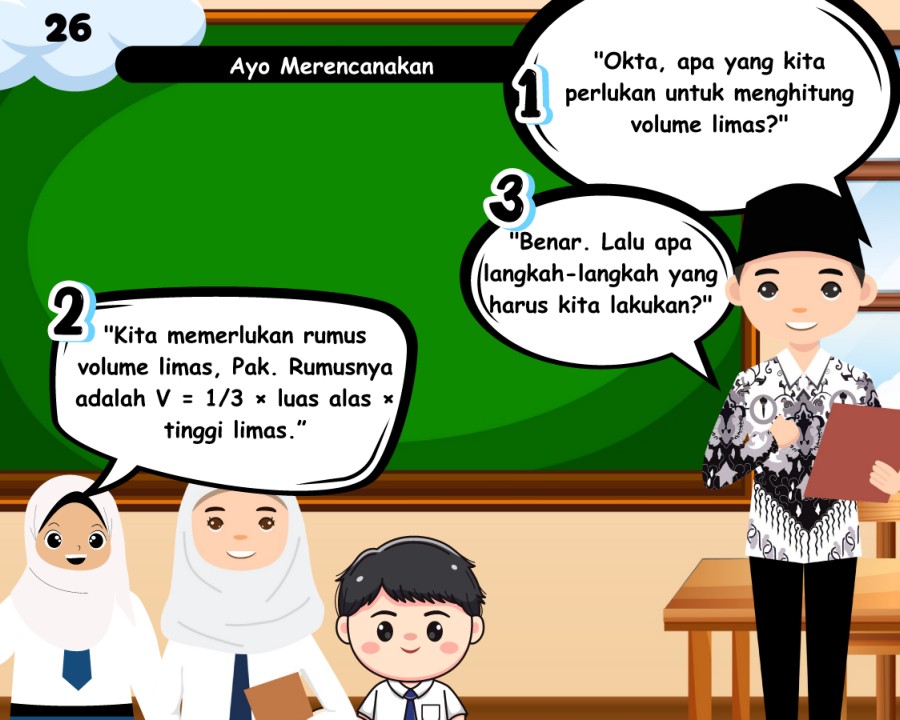 26
Ayo Merencanakan
1
"Okta, apa yang kita
perlukan untuk menghitung
volume limas?"
2
"Kita memerlukan rumus
volume limas, Pak. Rumusnya
adalah V = 1/3 × luas alas ×
tinggi limas.”
3
"Benar. Lalu apa
langkah-langkah yang
harus kita lakukan?"